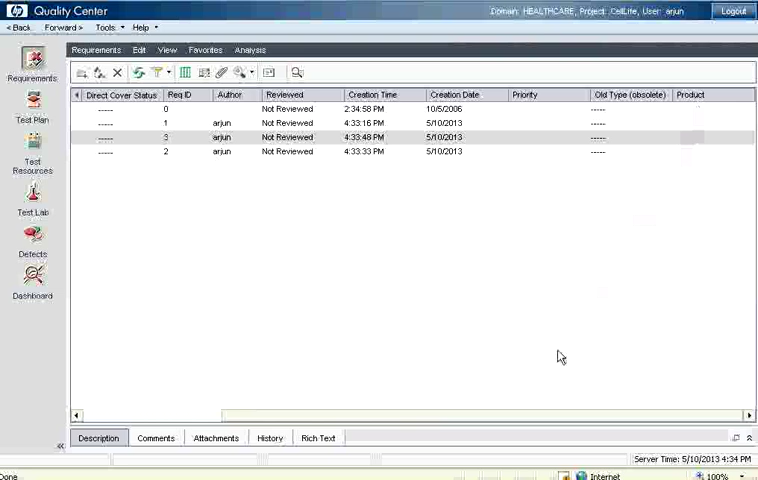 hp Quality Center Domain: HEALTHCARE, Project: CellLife, User: arjun Logout
< Back Forward > Tools Help
Requirements Edit View Favorites Analysis
Requirements
Test Plan
Test Resources
Test Lab
Defects
Dashboard
Direct Cover Status Req ID Author Reviewed Creation Time Creation Date Priority Old Type (obsolete) Product
----- 0 Not Reviewed 2:34:58 PM 10/5/2006 -----
----- 1 arjun Not Reviewed 4:33:16 PM 5/10/2013 -----
----- 3 arjun Not Reviewed 4:33:48 PM 5/10/2013 -----
----- 2 arjun Not Reviewed 4:33:33 PM 5/10/2013 -----
Description Comments Attachments History Rich Text
Server Time: 5/10/2013 4:34 PM
Done Internet 100%